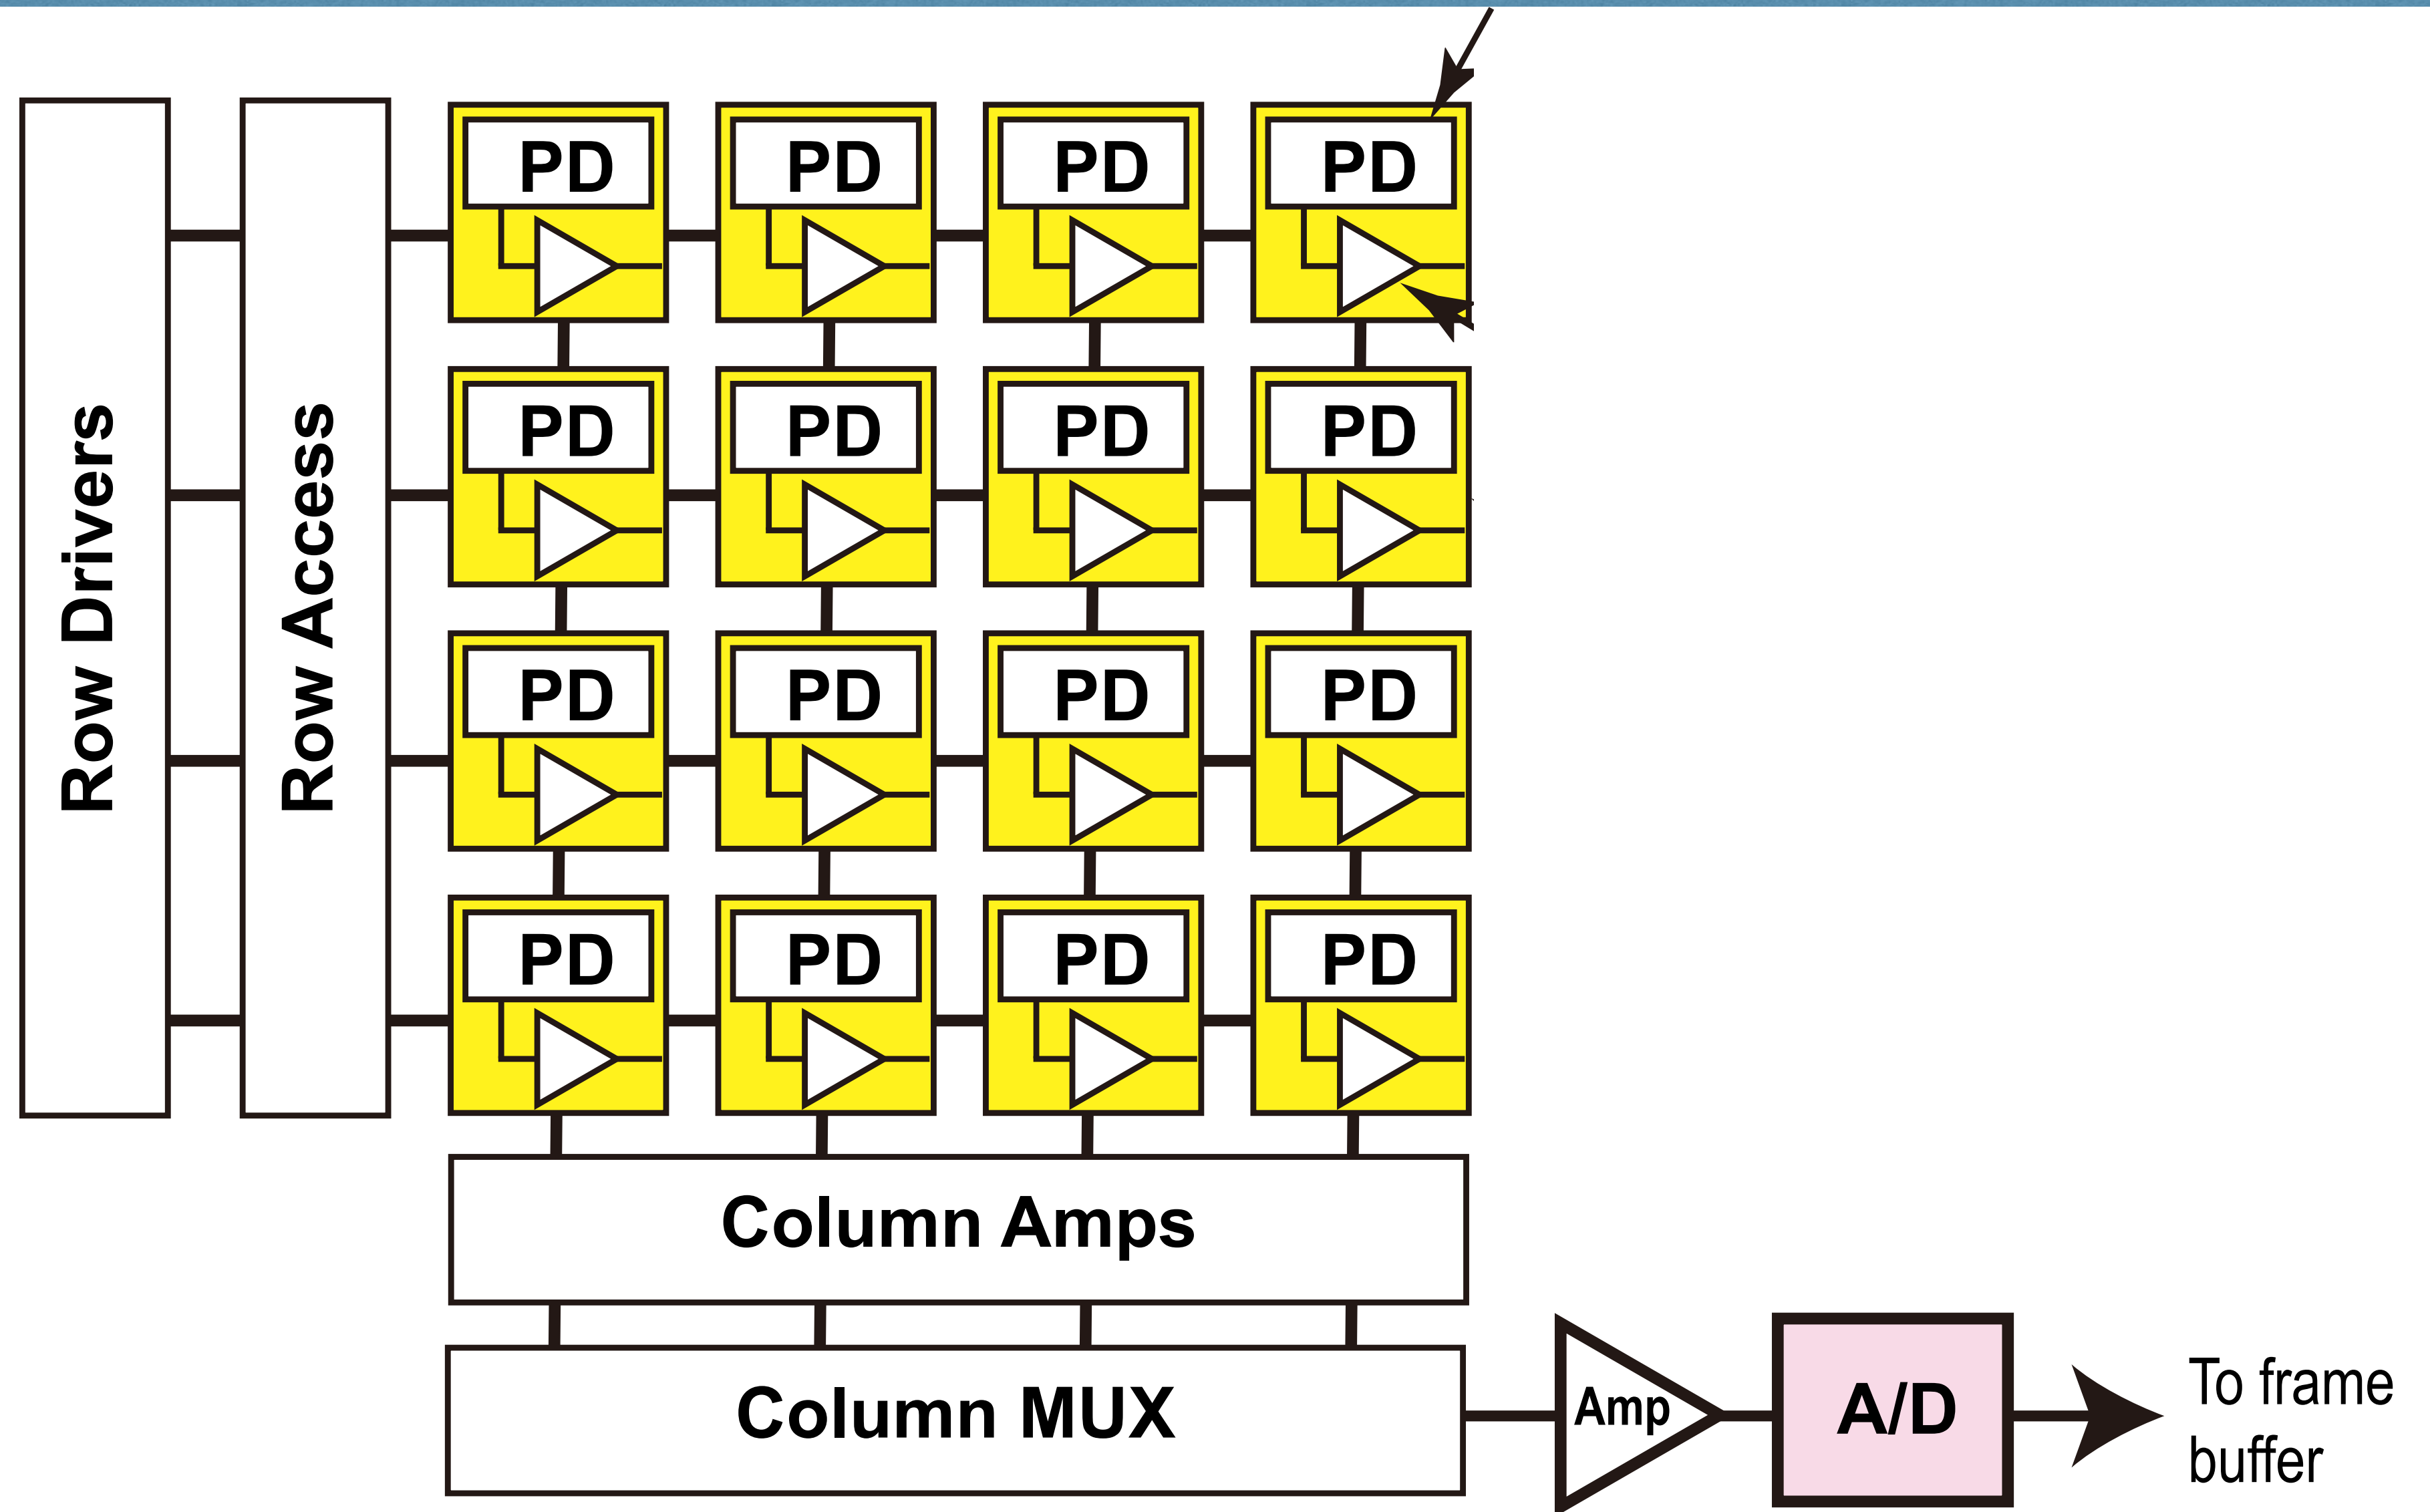 PD PD PD PD
PD PD PD PD
PD PD PD PD
PD PD PD PD
Row Drivers
Row Access
Column Amps
Column MUX
Amp
A/D
To frame
buffer